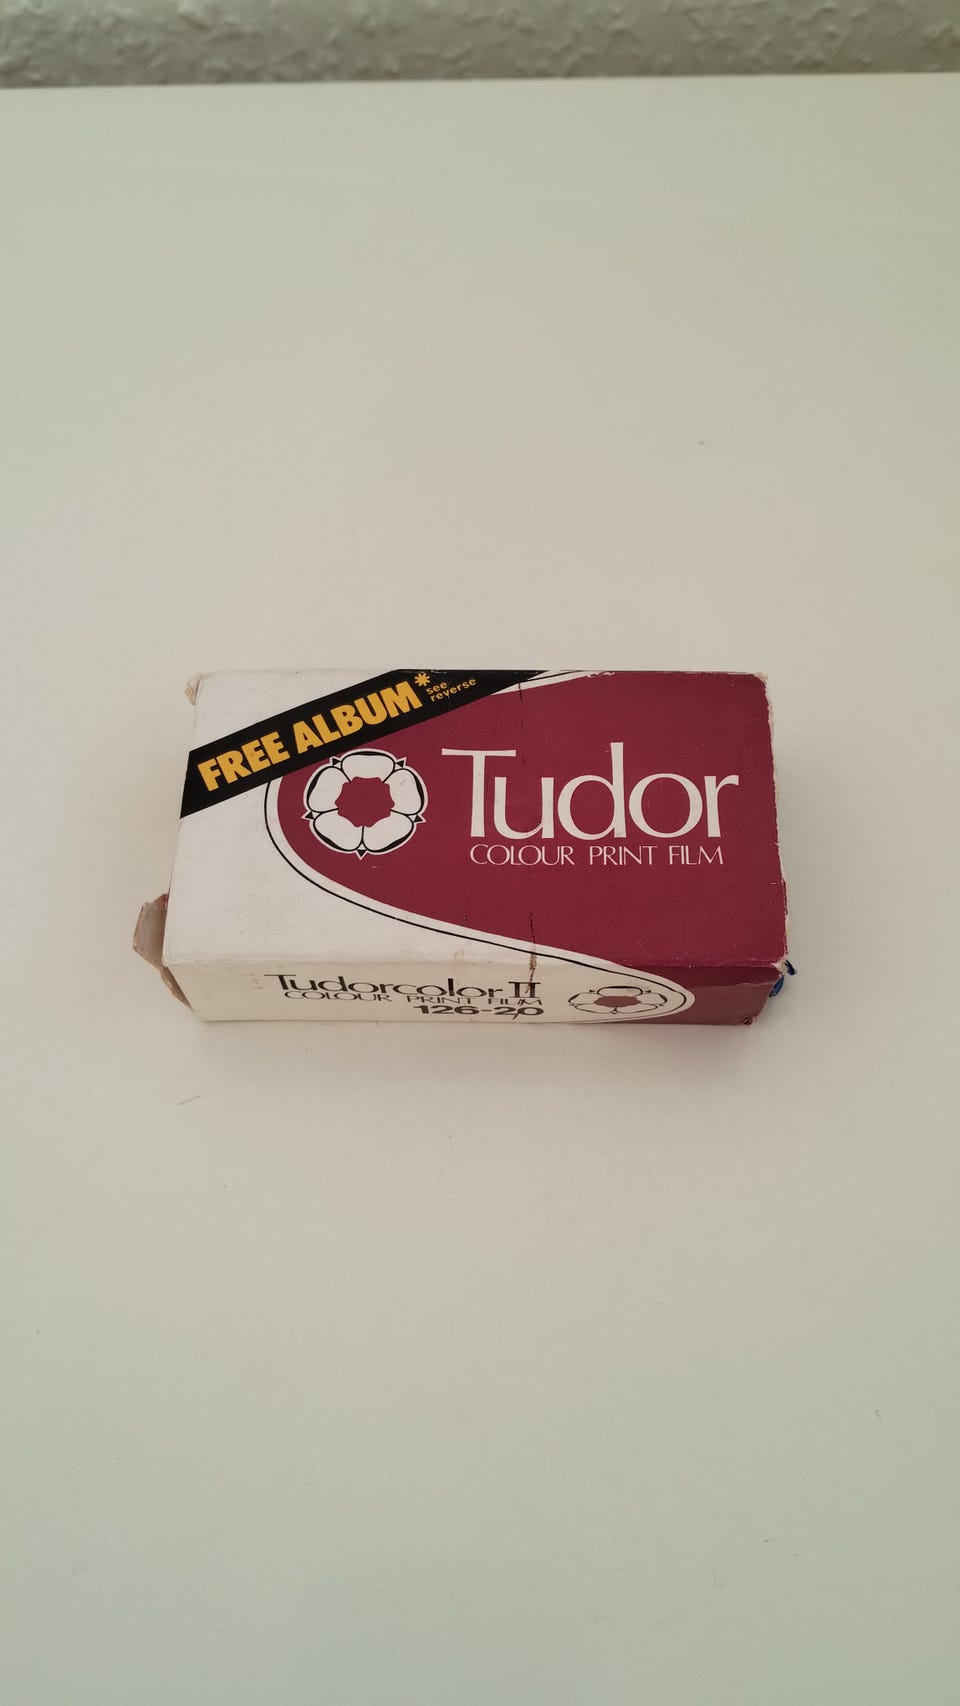 FREE ALBUM*
see
reverse
Tudor
COLOUR PRINT FILM
Tudorcolor II
COLOUR PRINT FILM
126-20